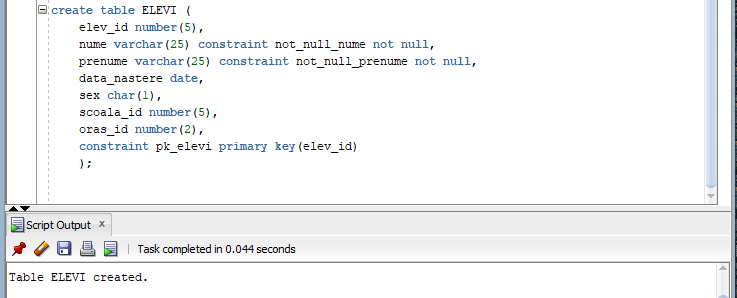 create table ELEVI (
elev_id number(5),
nume varchar(25) constraint not_null_nume not null,
prenume varchar(25) constraint not_null_prenume not null,
data_nastere date,
sex char(1),
scoala_id number(5),
oras_id number(2),
constraint pk_elevi primary key(elev_id)
);
Script Output x
Task completed in 0.044 seconds
Table ELEVI created.